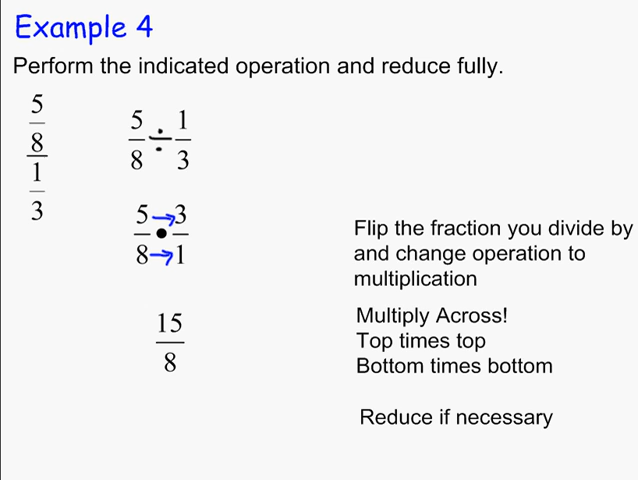 Example 4
Perform the indicated operation and reduce fully.
5
8
1
3
5/8 ÷ 1/3
5→3
8→1
•
15
8
Flip the fraction you divide by
and change operation to
multiplication
Multiply Across!
Top times top
Bottom times bottom
Reduce if necessary